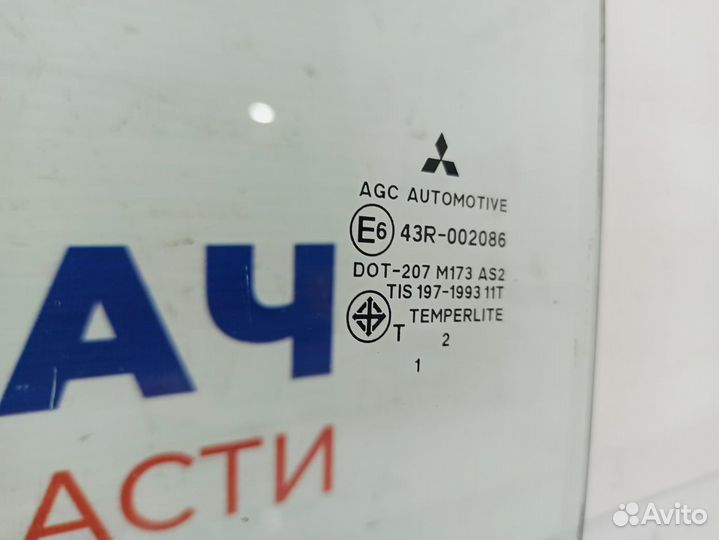 AGC AUTOMOTIVE
E6 43R-002086
DOT-207 M173 AS2
TIS 197-1993 11T
TEMPERLITE
T 2
1
АЧ
АСТИ
Avito